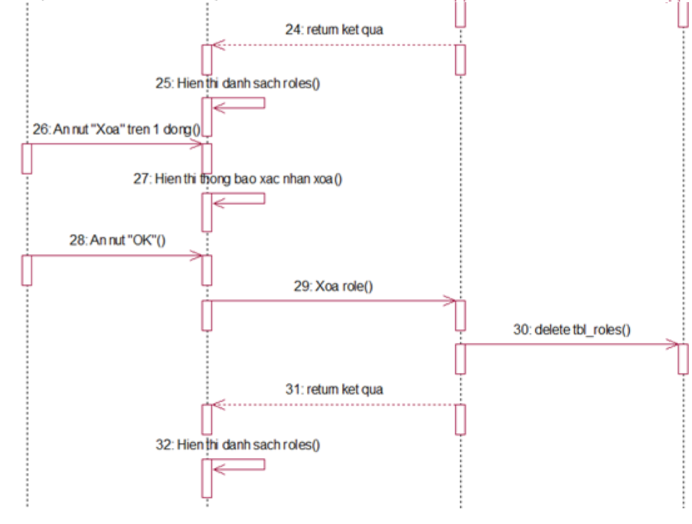 24: return ket qua
25: Hien thi danh sach roles()
26: An nut "Xoa" tren 1 dong()
27: Hien thi thong bao xac nhan xoa()
28: An nut "OK"()
29: Xoa role()
30: delete tbl_roles()
31: return ket qua
32: Hien thi danh sach roles()